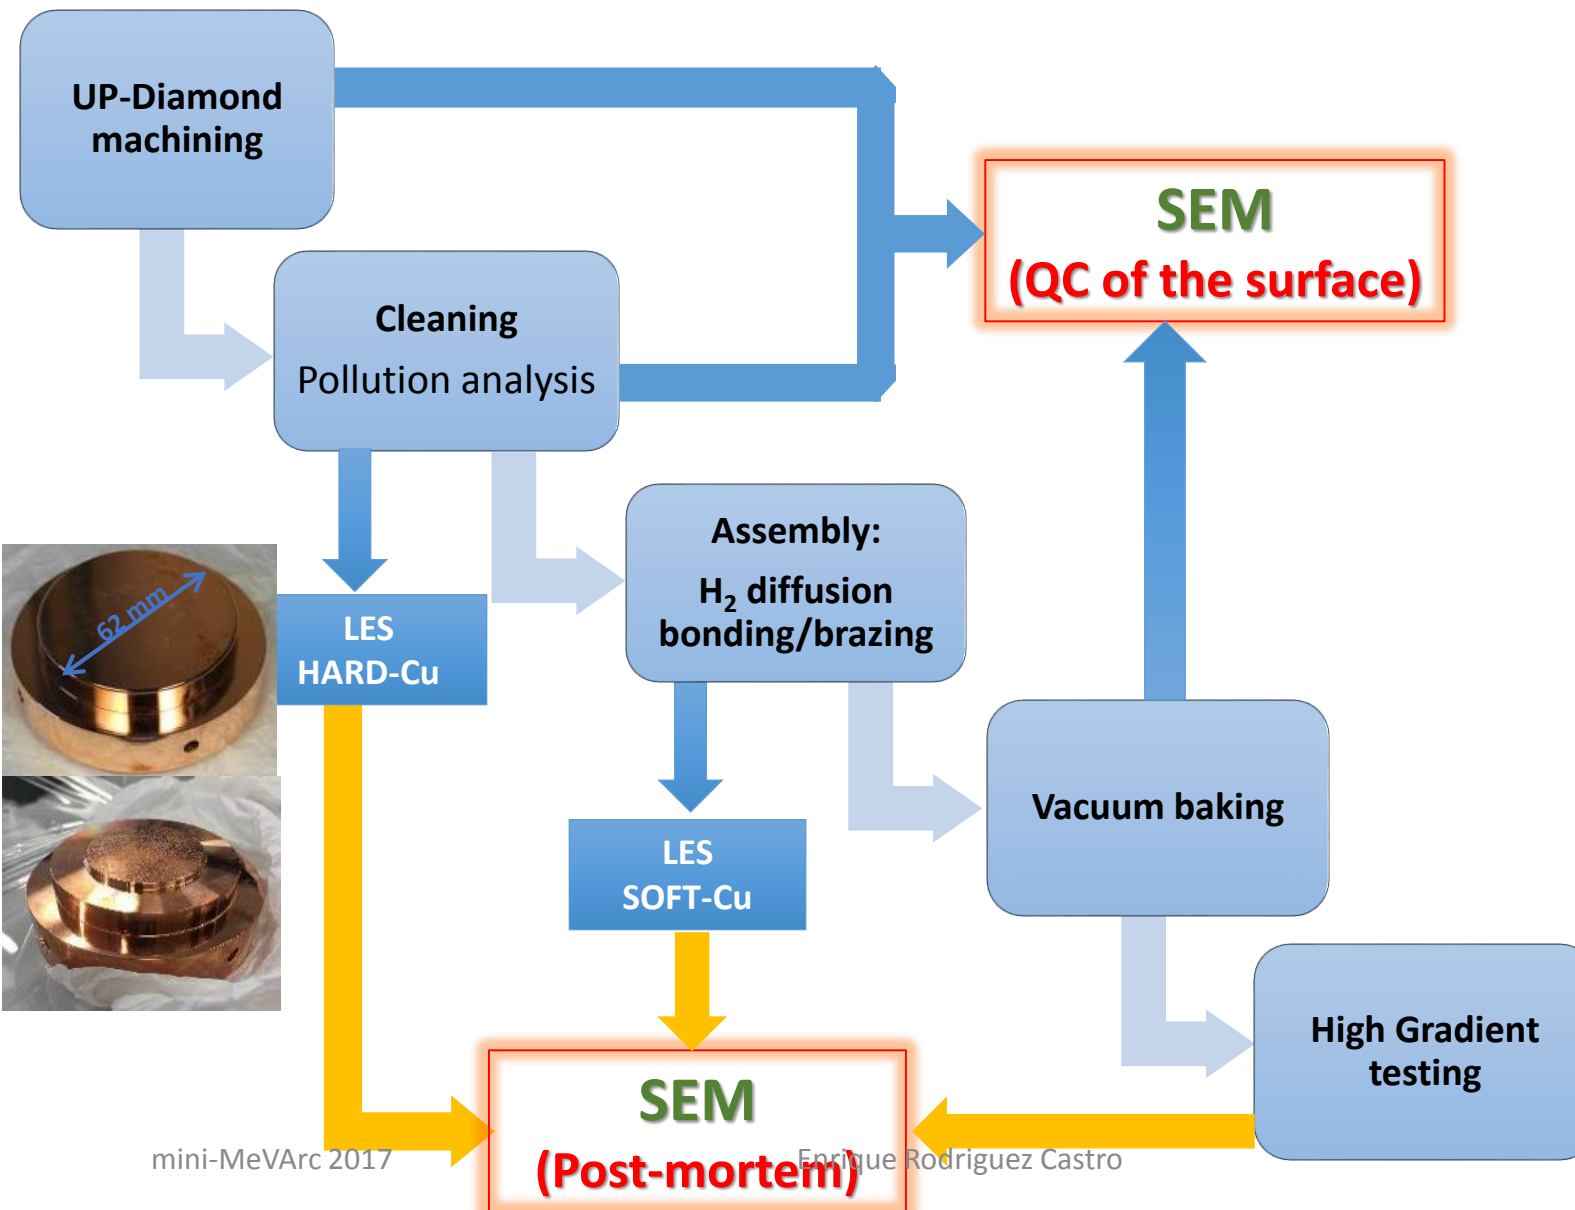 UP-Diamond
machining
SEM
(QC of the surface)
Cleaning
Pollution analysis
Assembly:
H₂ diffusion
bonding/brazing
62 mm
LES
HARD-Cu
Vacuum baking
LES
SOFT-Cu
High Gradient
testing
SEM
(Post-mortem)
mini-MeVArc 2017
Enrique Rodriguez Castro